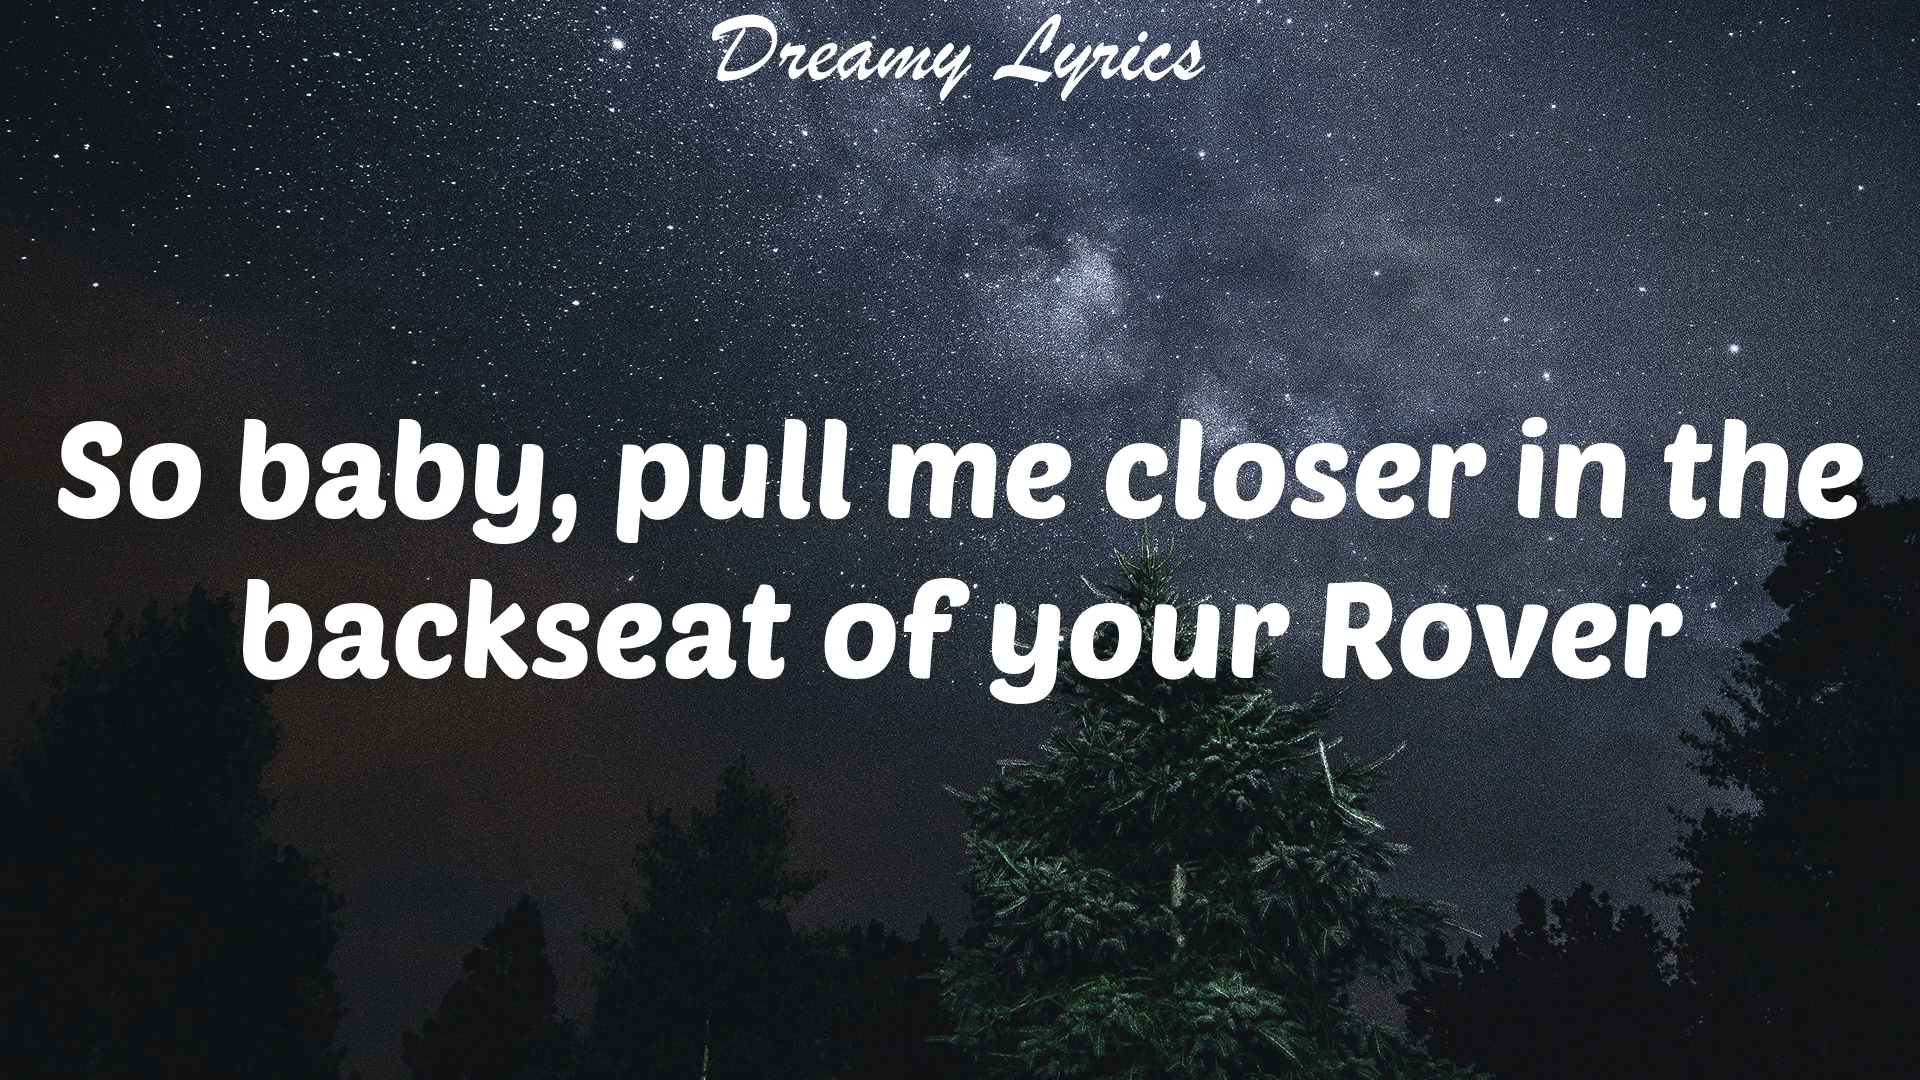 Dreamy Lyrics
So baby, pull me closer in the
backseat of your Rover